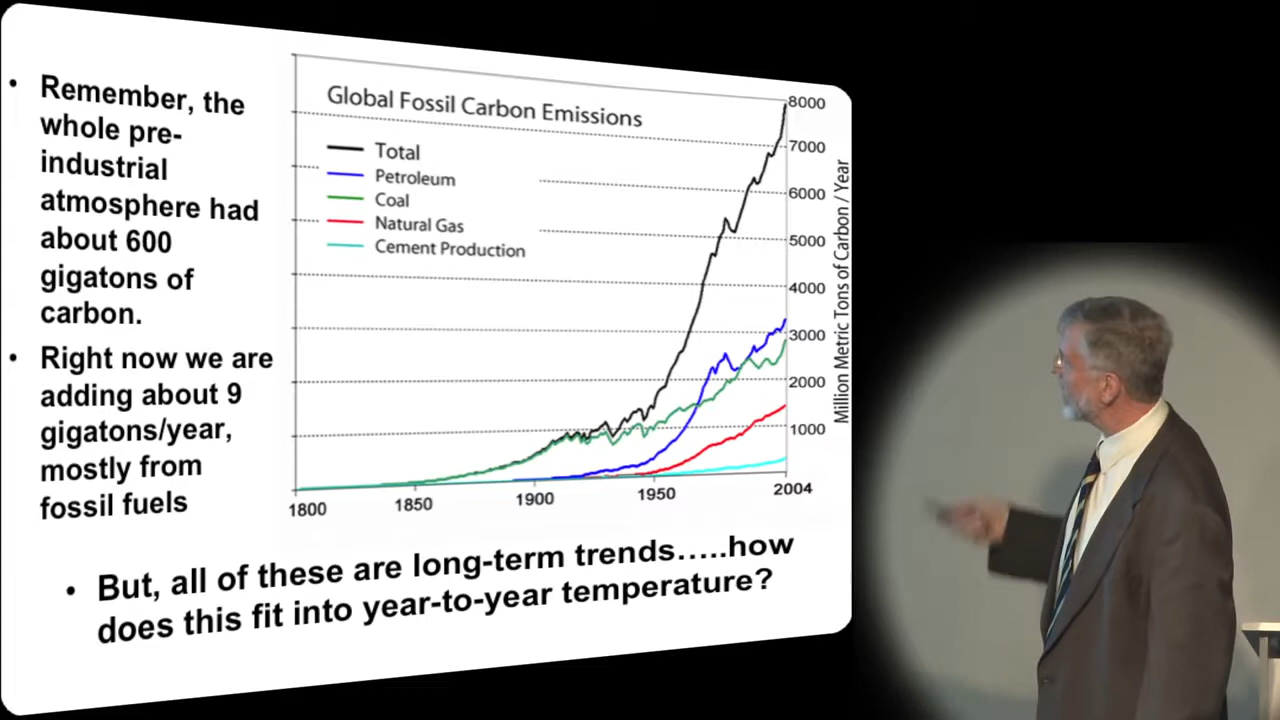 • Remember, the
whole pre-
industrial
atmosphere had
about 600
gigatons of
carbon.
• Right now we are
adding about 9
gigatons/year,
mostly from
fossil fuels
Global Fossil Carbon Emissions
Total
Petroleum
Coal
Natural Gas
Cement Production
8000
7000
6000
5000
4000
3000
2000
1000
Million Metric Tons of Carbon / Year
1800
1850
1900
1950
2004
• But, all of these are long-term trends…..how
does this fit into year-to-year temperature?